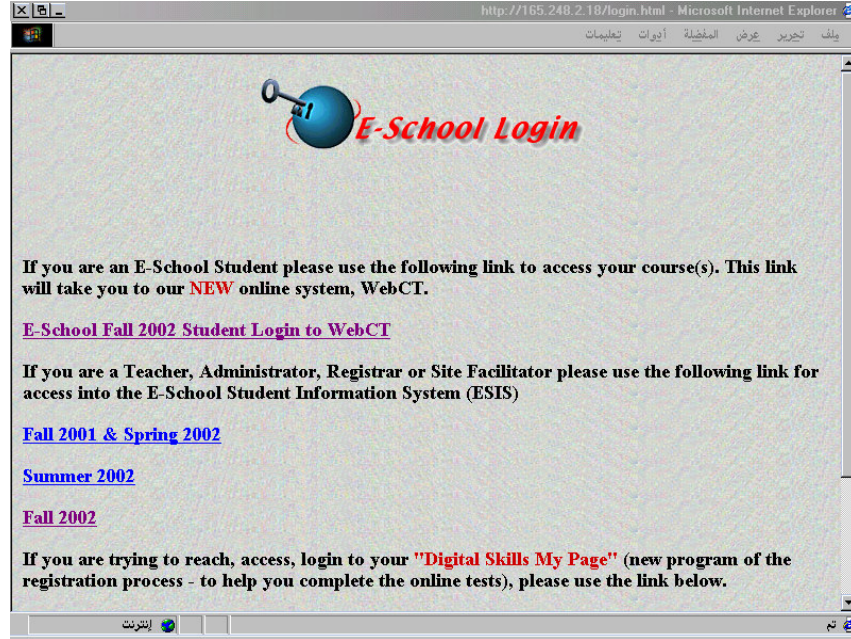 http://165.248.2.18/login.html - Microsoft Internet Explorer
ملف تحرير عرض المفضلة أدوات تعليمات
E-School Login
If you are an E-School Student please use the following link to access your course(s). This link
will take you to our NEW online system, WebCT.
E-School Fall 2002 Student Login to WebCT
If you are a Teacher, Administrator, Registrar or Site Facilitator please use the following link for
access into the E-School Student Information System (ESIS)
Fall 2001 & Spring 2002
Summer 2002
Fall 2002
If you are trying to reach, access, login to your "Digital Skills My Page" (new program of the
registration process - to help you complete the online tests), please use the link below.
تم إنترنت